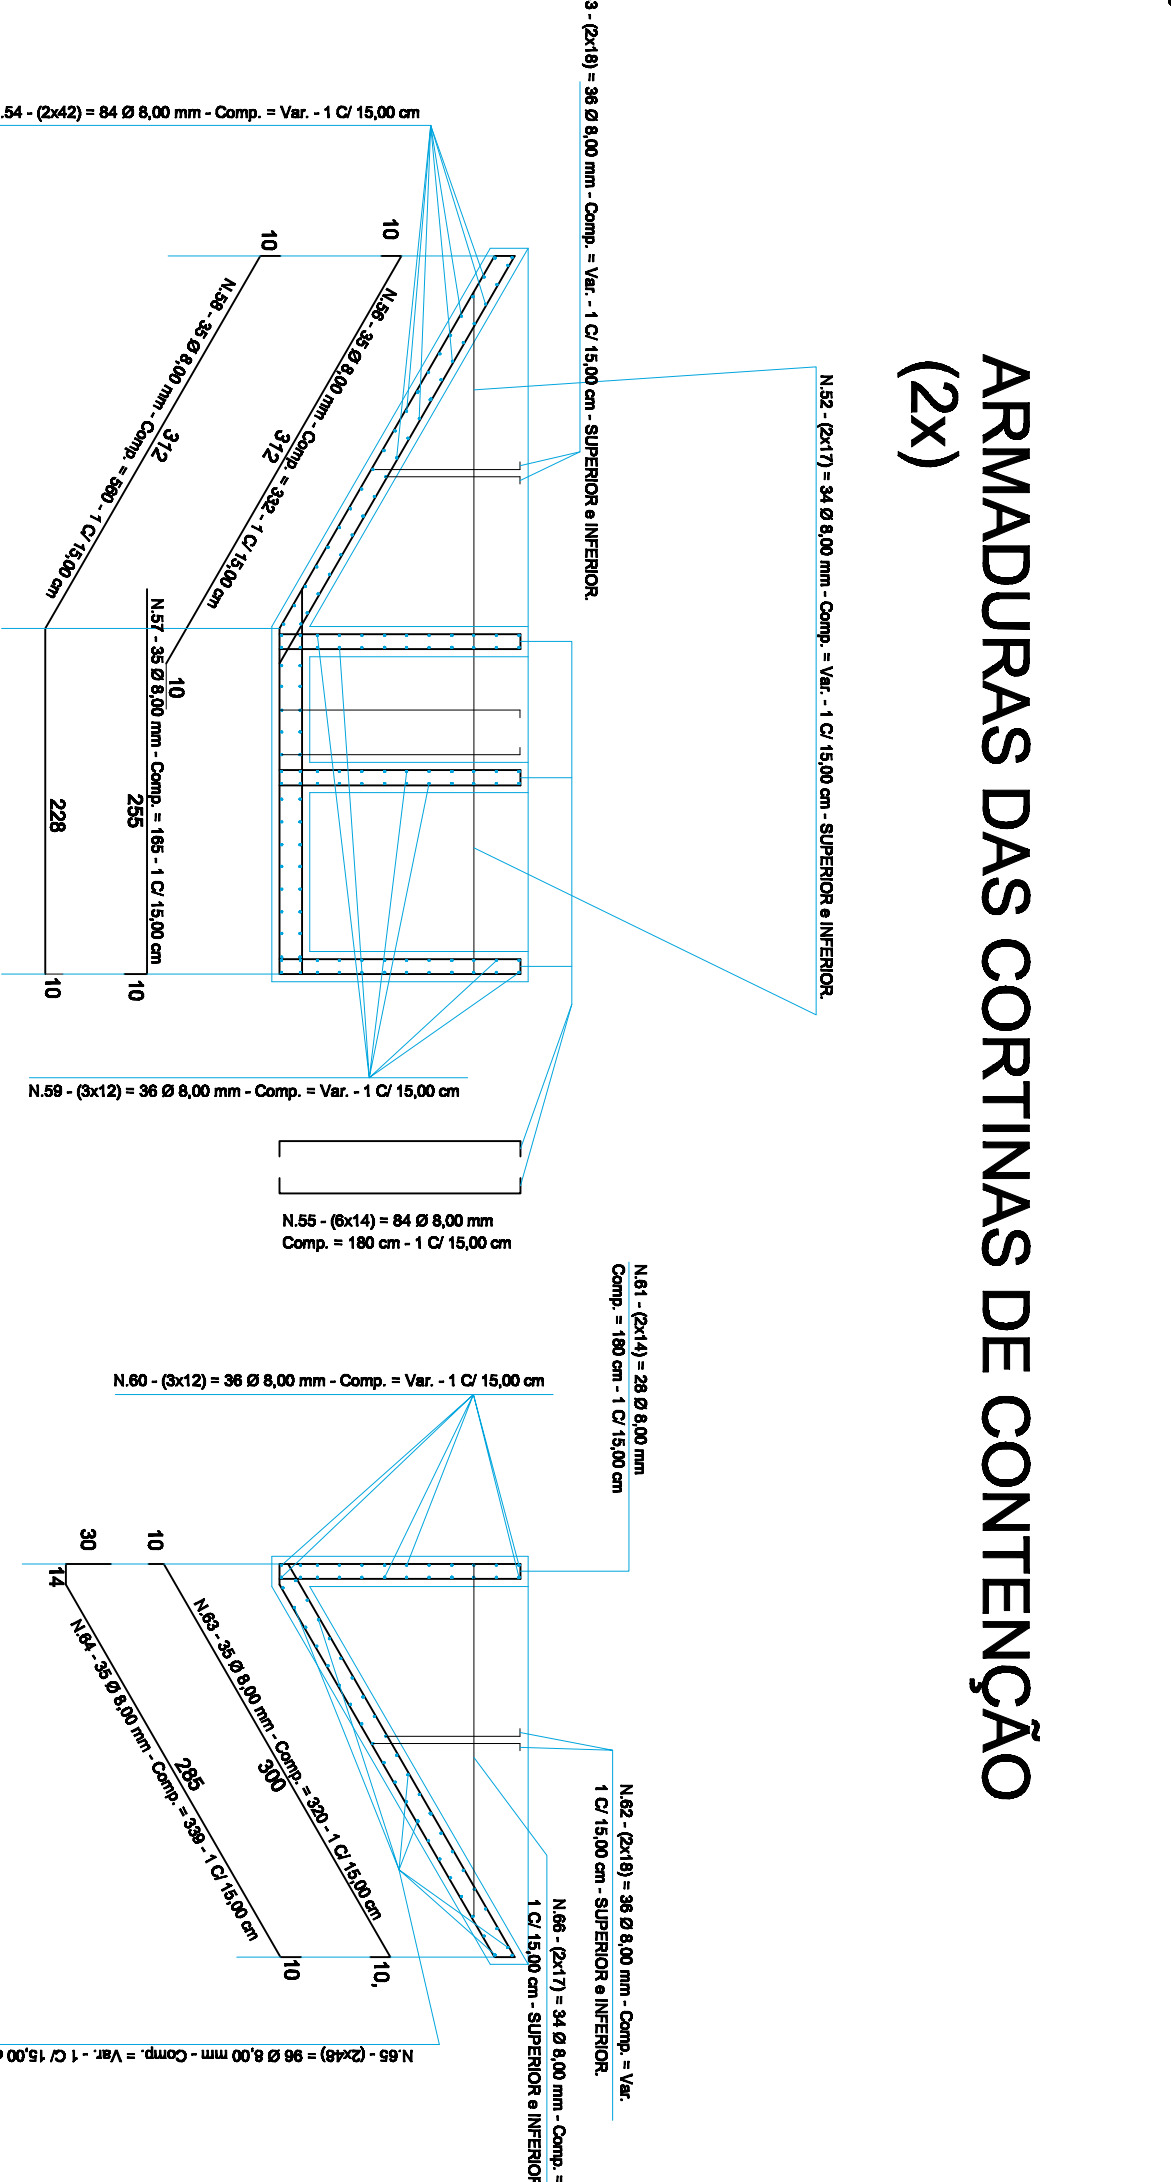 ARMADURAS DAS CORTINAS DE CONTENÇÃO
(2x)
3 - (2x18) = 36 Ø 8,00 mm - Comp. = Var. - 1 C/ 15,00 cm - SUPERIOR e INFERIOR.
.54 - (2x42) = 84 Ø 8,00 mm - Comp. = Var. - 1 C/ 15,00 cm
N.52 - (2x17) = 34 Ø 8,00 mm - Comp. = Var. - 1 C/ 15,00 cm - SUPERIOR e INFERIOR.
10
10
N.56 - 35 Ø 8,00 mm - Comp. = 332 - 1 C/ 15,00 cm
312
N.58 - 35 Ø 8,00 mm - Comp. = 560 - 1 C/ 15,00 cm
312
10
N.57 - 35 Ø 8,00 mm - Comp. = 165 - 1 C/ 15,00 cm
255
228
10
10
N.59 - (3x12) = 36 Ø 8,00 mm - Comp. = Var. - 1 C/ 15,00 cm
N.55 - (6x14) = 84 Ø 8,00 mm
Comp. = 180 cm - 1 C/ 15,00 cm
N.61 - (2x14) = 28 Ø 8,00 mm
Comp. = 180 cm - 1 C/ 15,00 cm
N.60 - (3x12) = 36 Ø 8,00 mm - Comp. = Var. - 1 C/ 15,00 cm
30
10
14
N.63 - 35 Ø 8,00 mm - Comp. = 320 - 1 C/ 15,00 cm
300
N.64 - 35 Ø 8,00 mm - Comp. = 339 - 1 C/ 15,00 cm
285
10
10,
N.62 - (2x18) = 36 Ø 8,00 mm - Comp. = Var.
1 C/ 15,00 cm - SUPERIOR e INFERIOR.
N.66 - (2x17) = 34 Ø 8,00 mm - Comp. =
1 C/ 15,00 cm - SUPERIOR e INFERIOR
N.65 - (2x48) = 96 Ø 8,00 mm - Comp. = Var. - 1 C/ 15,00